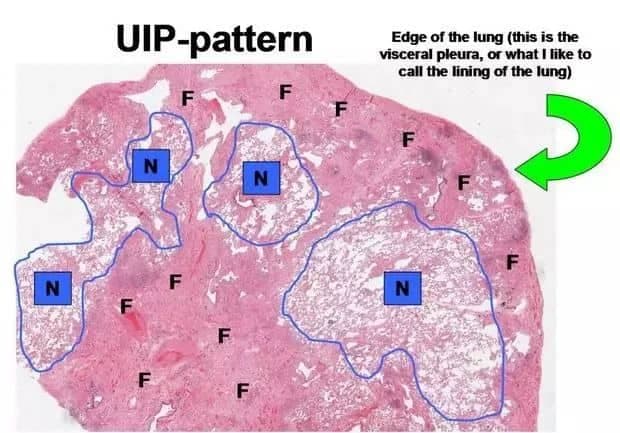 UIP-pattern
Edge of the lung (this is the
visceral pleura, or what I like to
call the lining of the lung)
F
F
F
F
N
N
F
F
N
N
F
F
F
F
F